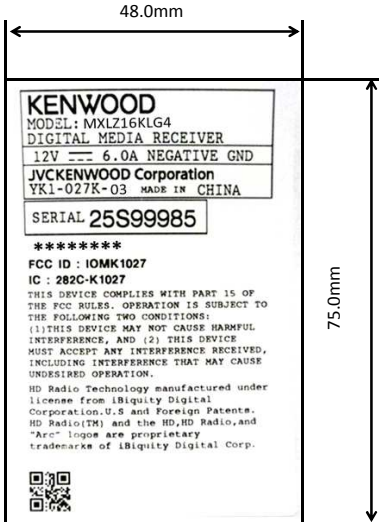 48.0mm
KENWOOD
MODEL: MXLZ16KLG4
DIGITAL MEDIA RECEIVER
12V ⎓ 6.0A NEGATIVE GND
JVCKENWOOD Corporation
YK1-027K-03 MADE IN CHINA
SERIAL 25S99985
********
FCC ID : IOMK1027
IC : 282C-K1027
THIS DEVICE COMPLIES WITH PART 15 OF
THE FCC RULES. OPERATION IS SUBJECT TO
THE FOLLOWING TWO CONDITIONS:
(1)THIS DEVICE MAY NOT CAUSE HARMFUL
INTERFERENCE, AND (2) THIS DEVICE
MUST ACCEPT ANY INTERFERENCE RECEIVED,
INCLUDING INTERFERENCE THAT MAY CAUSE
UNDESIRED OPERATION.
HD Radio Technology manufactured under
license from iBiquity Digital
Corporation.U.S and Foreign Patents.
HD Radio(TM) and the HD,HD Radio,and
"Arc" logos are proprietary
trademarks of iBiquity Digital Corp.
75.0mm